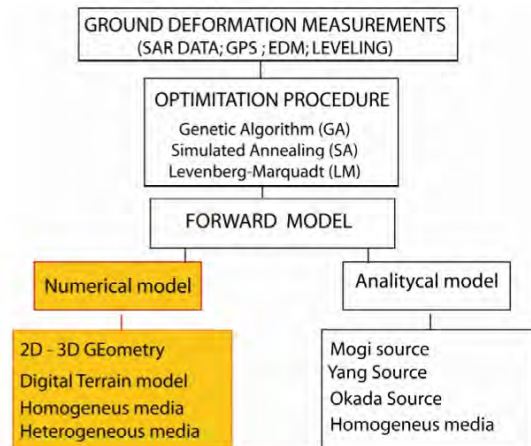 GROUND DEFORMATION MEASUREMENTS
(SAR DATA; GPS ; EDM; LEVELING)
OPTIMITATION PROCEDURE
Genetic Algorithm (GA)
Simulated Annealing (SA)
Levenberg-Marquadt (LM)
FORWARD MODEL
Numerical model
Analitycal model
2D - 3D GEometry
Digital Terrain model
Homogeneus media
Heterogeneous media
Mogi source
Yang Source
Okada Source
Homogeneus media